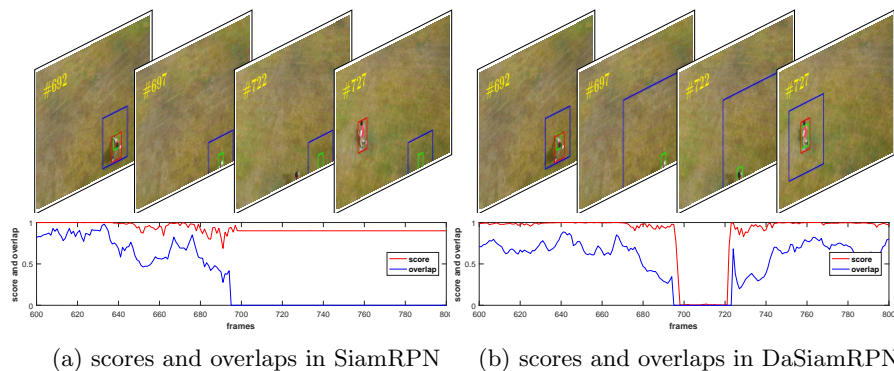 #692
#697
#722
#727
#692
#697
#722
#727
score and overlap
1
0.5
0
score
overlap
600 620 640 660 680 700 720 740 760 780 800
frames
score and overlap
1
0.5
0
score
overlap
600 620 640 660 680 700 720 740 760 780 800
frames
(a) scores and overlaps in SiamRPN
(b) scores and overlaps in DaSiamRPN